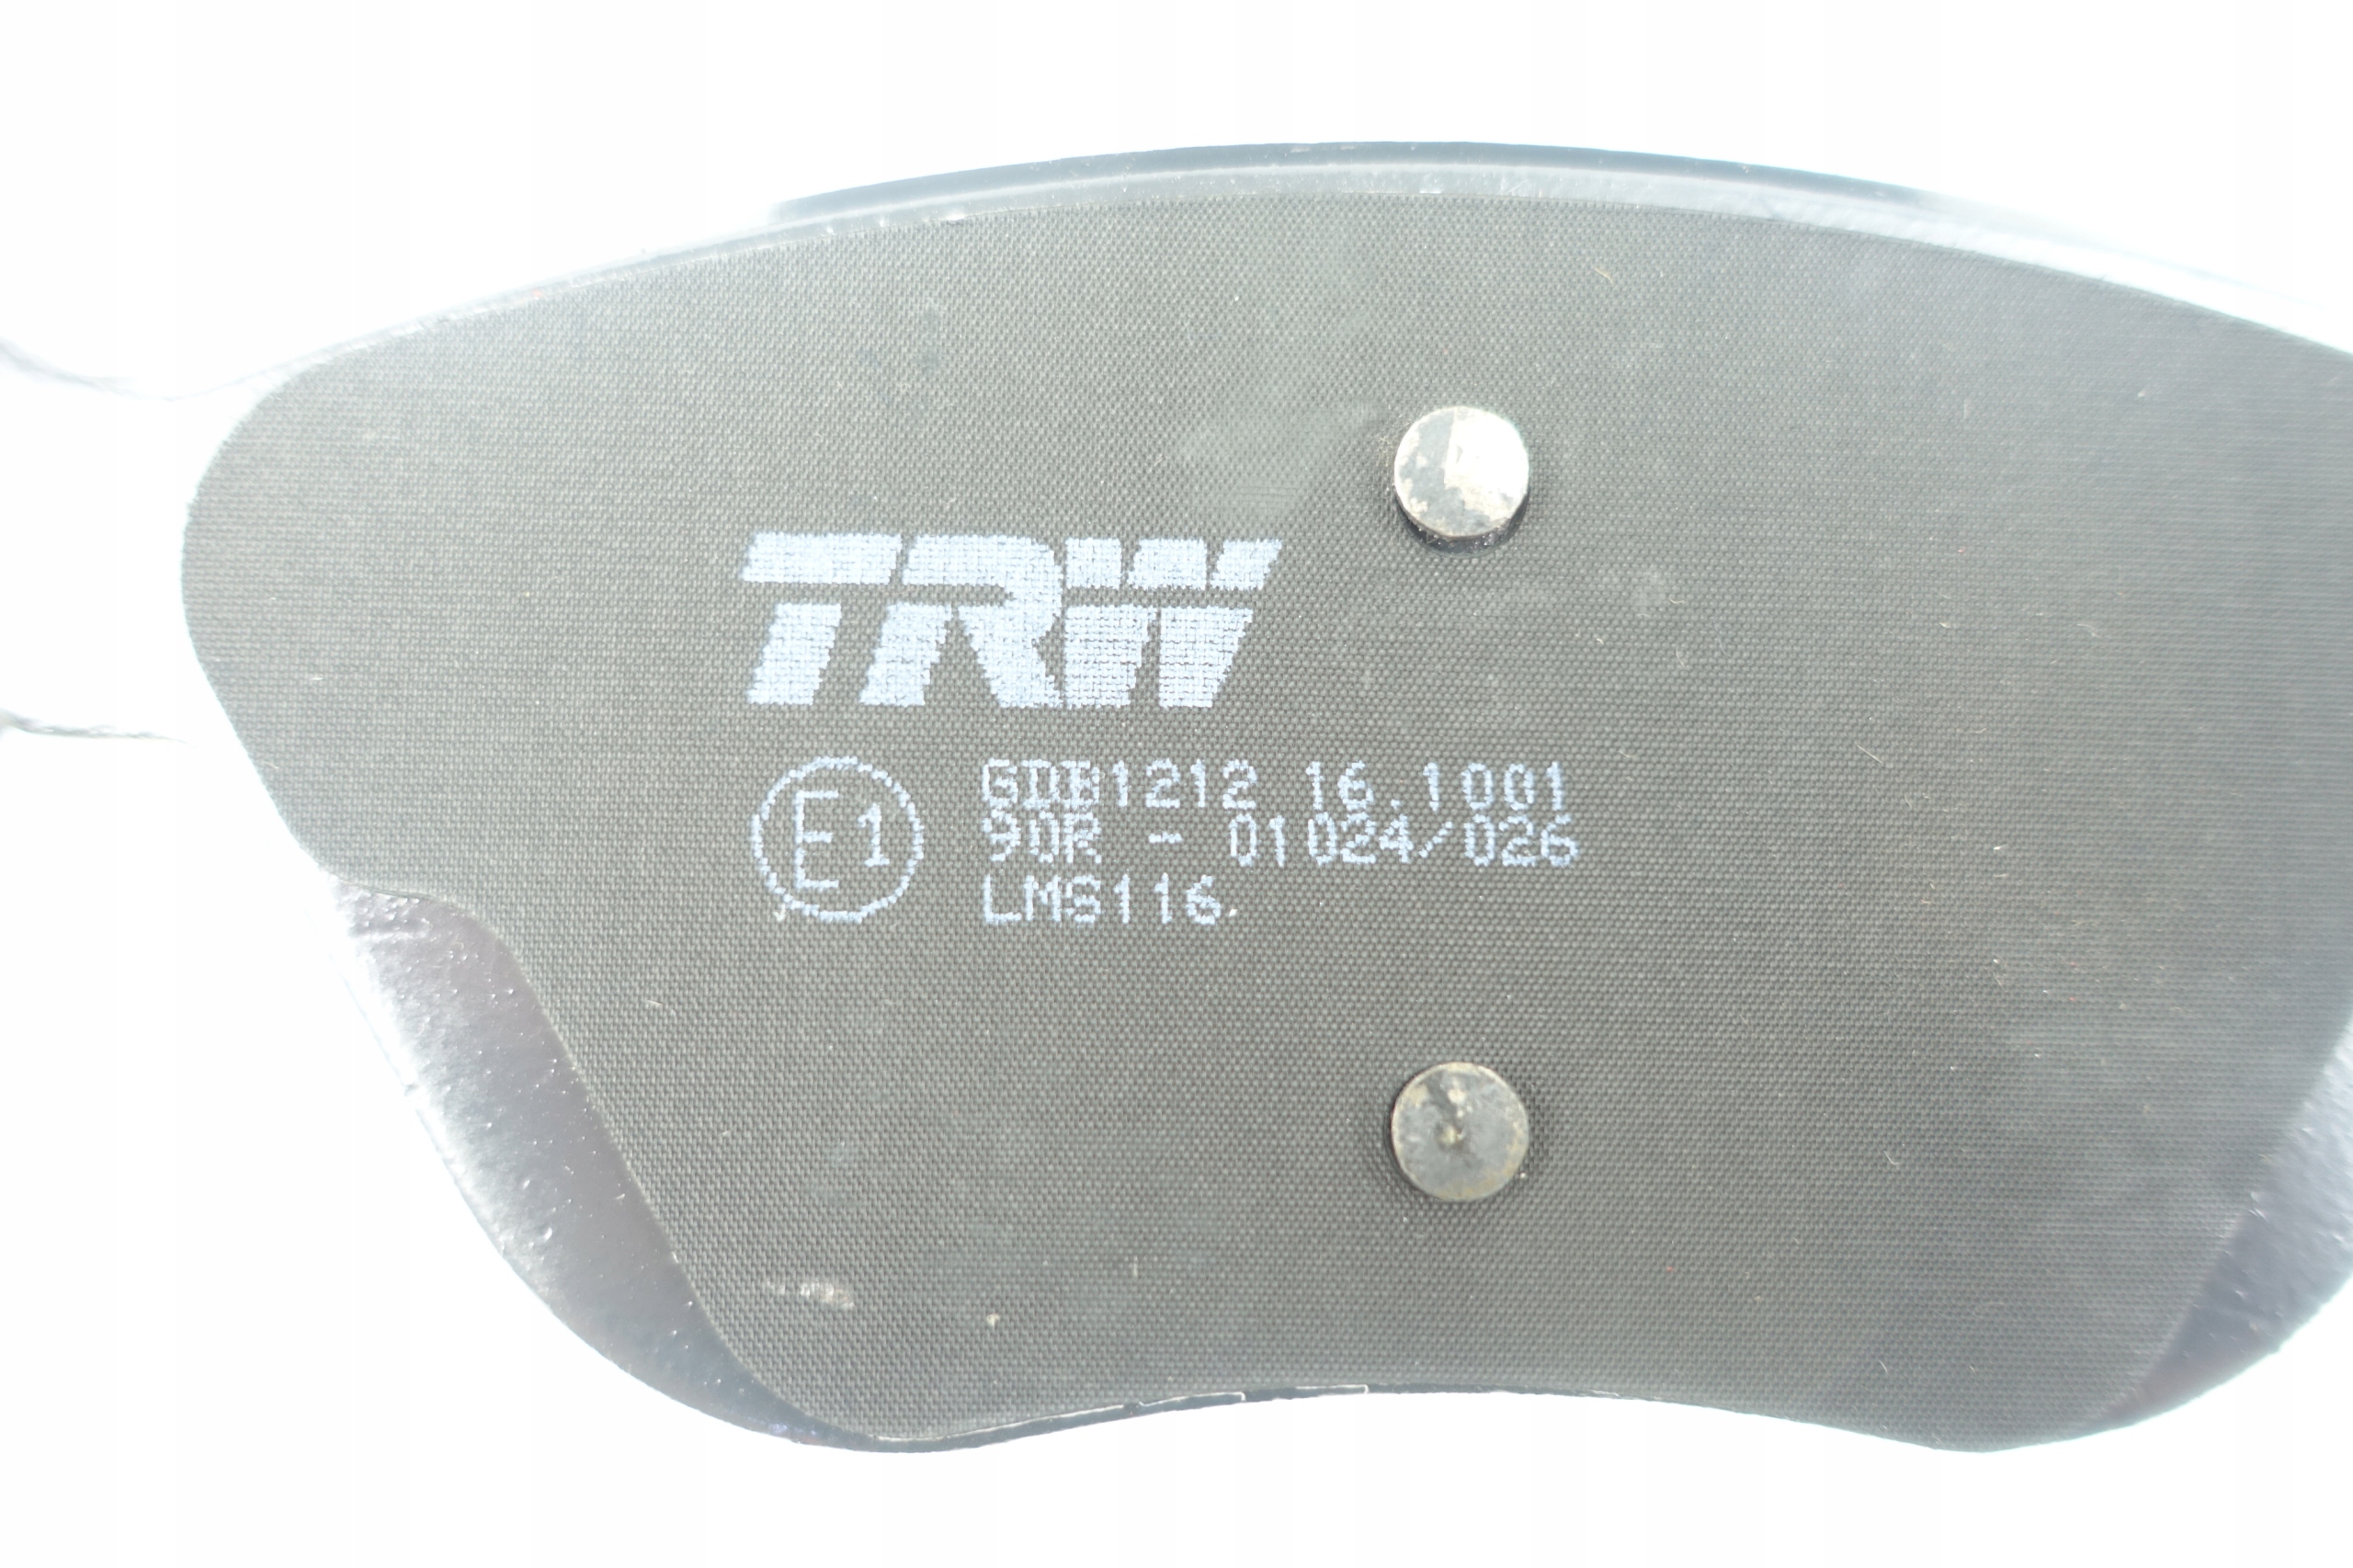 TRW
E1
GDB1212 16.1001
90R - 01024/026
LMS116